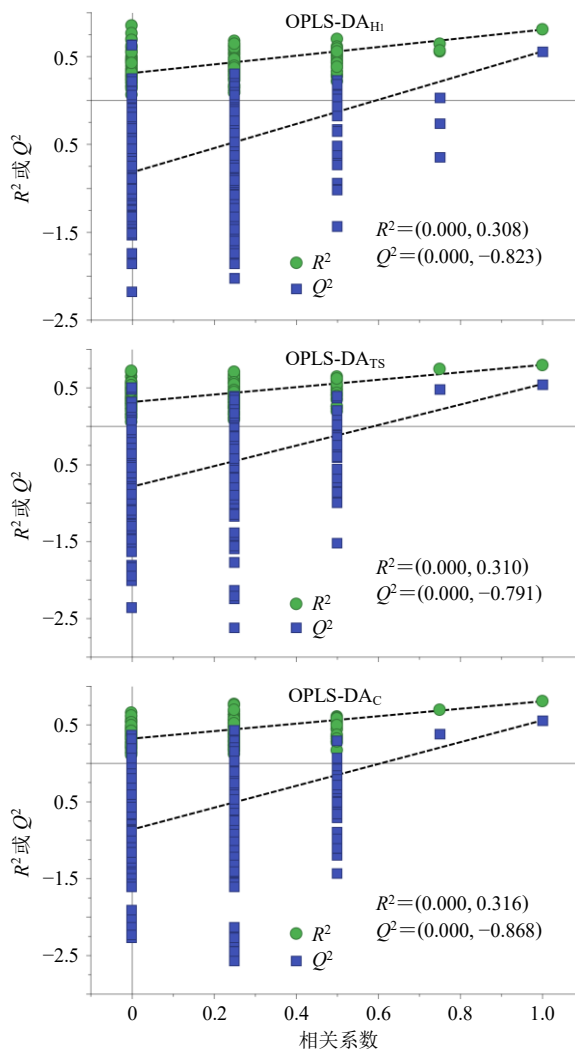 OPLS-DA_H1
0.5
0.5
−1.5
−2.5
R² 或 Q²
R²=(0.000, 0.308)
Q²=(0.000, −0.823)
R²
Q²
OPLS-DA_TS
0.5
0.5
−1.5
−2.5
R² 或 Q²
R²=(0.000, 0.310)
Q²=(0.000, −0.791)
R²
Q²
OPLS-DA_C
0.5
0.5
−1.5
−2.5
R² 或 Q²
R²=(0.000, 0.316)
Q²=(0.000, −0.868)
R²
Q²
0 0.2 0.4 0.6 0.8 1.0
相关系数